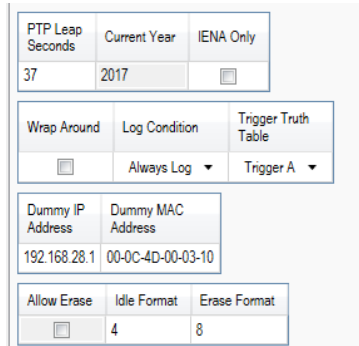 PTP Leap Seconds Current Year IENA Only
37 2017
Wrap Around Log Condition Trigger Truth Table
Always Log Trigger A
Dummy IP Address Dummy MAC Address
192.168.28.1 00-0C-4D-00-03-10
Allow Erase Idle Format Erase Format
4 8